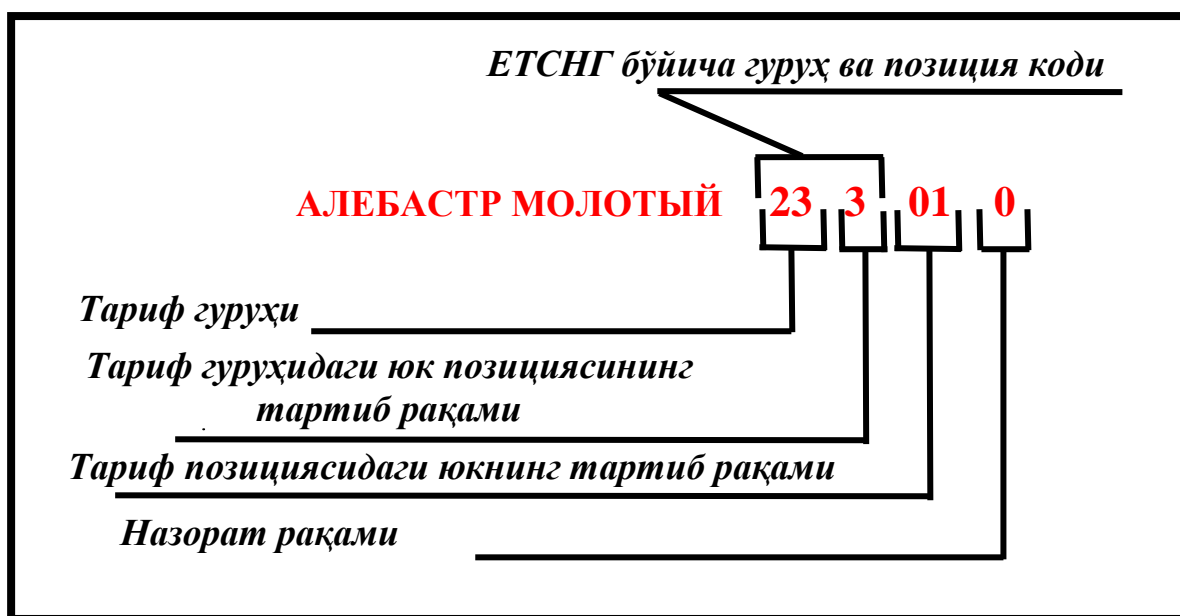 ЕТСНГ бўйича гуруҳ ва позиция коди
АЛЕБАСТР МОЛОТЫЙ 23 3 01 0
Тариф гуруҳи
Тариф гуруҳидаги юк позициясининг
тартиб рақами
Тариф позициясидаги юкнинг тартиб рақами
Назорат рақами